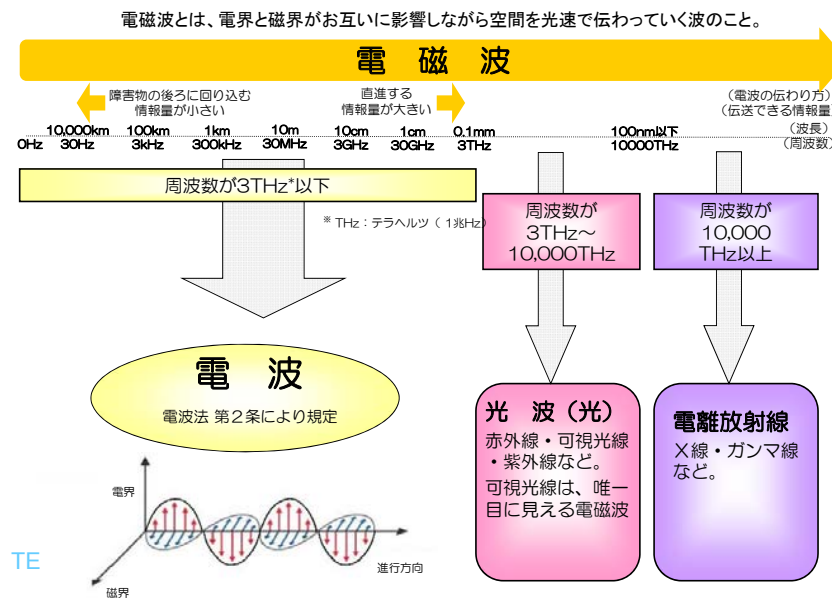 電磁波とは、電界と磁界がお互いに影響しながら空間を光速で伝わっていく波のこと。
電 磁 波
障害物の後ろに回り込む
情報量が小さい
直進する
情報量が大きい
(電波の伝わり方)
(伝送できる情報量
10,000km 100km 1km 10m 10cm 1cm 0.1mm 100nm以下 (波長)
0Hz 30Hz 3kHz 300kHz 30MHz 3GHz 30GHz 3THz 10000THz (周波数)
周波数が3THz*以下
※ THz:テラヘルツ( 1兆Hz)
周波数が
3THz~
10,000THz
周波数が
10,000
THz以上
電 波
電波法 第2条により規定
光 波(光)
赤外線・可視光線
・紫外線など。
可視光線は、唯一
目に見える電磁波
電離放射線
X線・ガンマ線
など。
電界
磁界
進行方向
TE